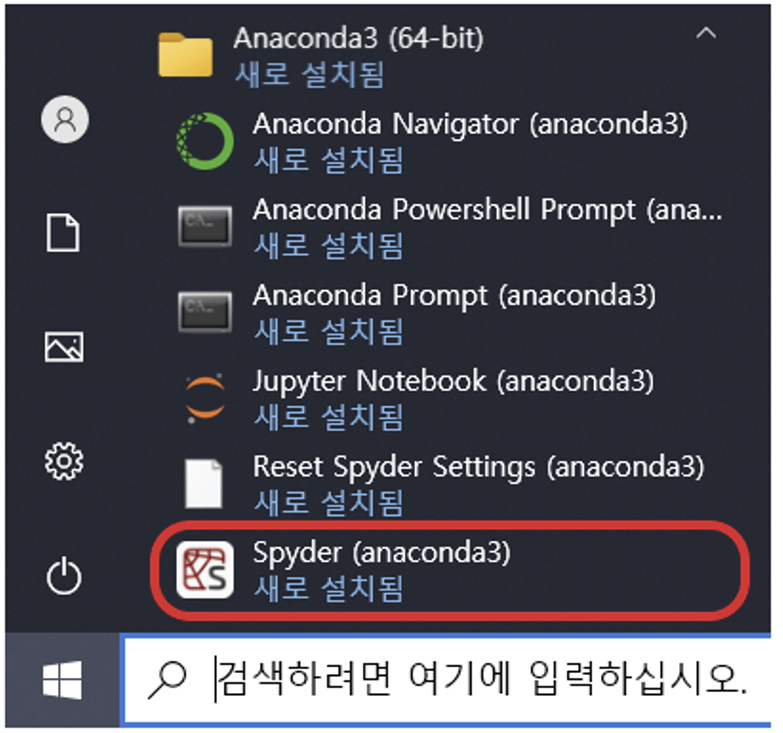 Anaconda3 (64-bit)
새로 설치됨
Anaconda Navigator (anaconda3)
새로 설치됨
Anaconda Powershell Prompt (ana...
새로 설치됨
Anaconda Prompt (anaconda3)
새로 설치됨
Jupyter Notebook (anaconda3)
새로 설치됨
Reset Spyder Settings (anaconda3)
새로 설치됨
Spyder (anaconda3)
새로 설치됨
검색하려면 여기에 입력하십시오.